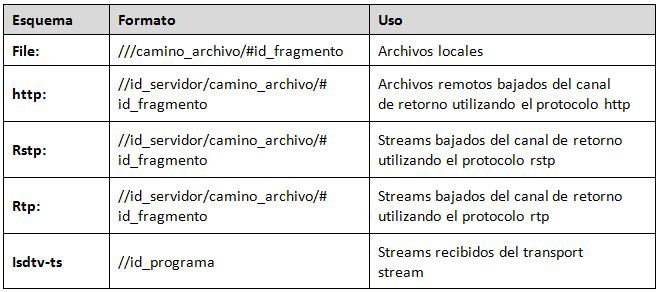 Esquema Formato Uso
File: ///camino_archivo/#id_fragmento Archivos locales
http: //id_servidor/camino_archivo/# Archivos remotos bajados del canal
id_fragmento de retorno utilizando el protocolo http
Rstp: //id_servidor/camino_archivo/# Streams bajados del canal de retorno
id_fragmento utilizando el protocolo rstp
Rtp: //id_servidor/camino_archivo/# Streams bajados del canal de retorno
id_fragmento utilizando el protocolo rtp
Isdtv-ts //id_programa Streams recibidos del transport
stream